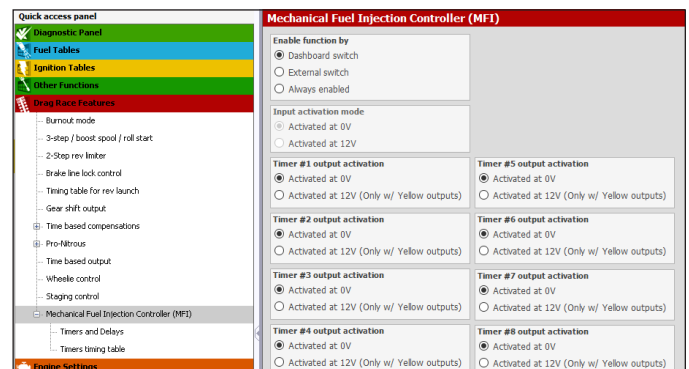 Quick access panel
Diagnostic Panel
Fuel Tables
Ignition Tables
Other Functions
Drag Race Features
Burnout mode
3-step / boost spool / roll start
2-Step rev limiter
Brake line lock control
Timing table for rev launch
Gear shift output
Time based compensations
Pro-Nitrous
Time based output
Wheelie control
Staging control
Mechanical Fuel Injection Controller (MFI)
Timers and Delays
Timers timing table
Engine Settings
Mechanical Fuel Injection Controller (MFI)
Enable function by
Dashboard switch
External switch
Always enabled
Input activation mode
Activated at 0V
Activated at 12V
Timer #1 output activation
Activated at 0V
Activated at 12V (Only w/ Yellow outputs)
Timer #2 output activation
Activated at 0V
Activated at 12V (Only w/ Yellow outputs)
Timer #3 output activation
Activated at 0V
Activated at 12V (Only w/ Yellow outputs)
Timer #4 output activation
Activated at 0V
Activated at 12V (Only w/ Yellow outputs)
Timer #5 output activation
Activated at 0V
Activated at 12V (Only w/ Yellow outputs)
Timer #6 output activation
Activated at 0V
Activated at 12V (Only w/ Yellow outputs)
Timer #7 output activation
Activated at 0V
Activated at 12V (Only w/ Yellow outputs)
Timer #8 output activation
Activated at 0V
Activated at 12V (Only w/ Yellow outputs)